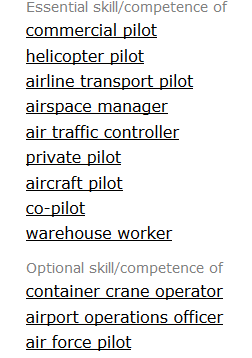 Essential skill/competence of
commercial pilot
helicopter pilot
airline transport pilot
airspace manager
air traffic controller
private pilot
aircraft pilot
co-pilot
warehouse worker
Optional skill/competence of
container crane operator
airport operations officer
air force pilot